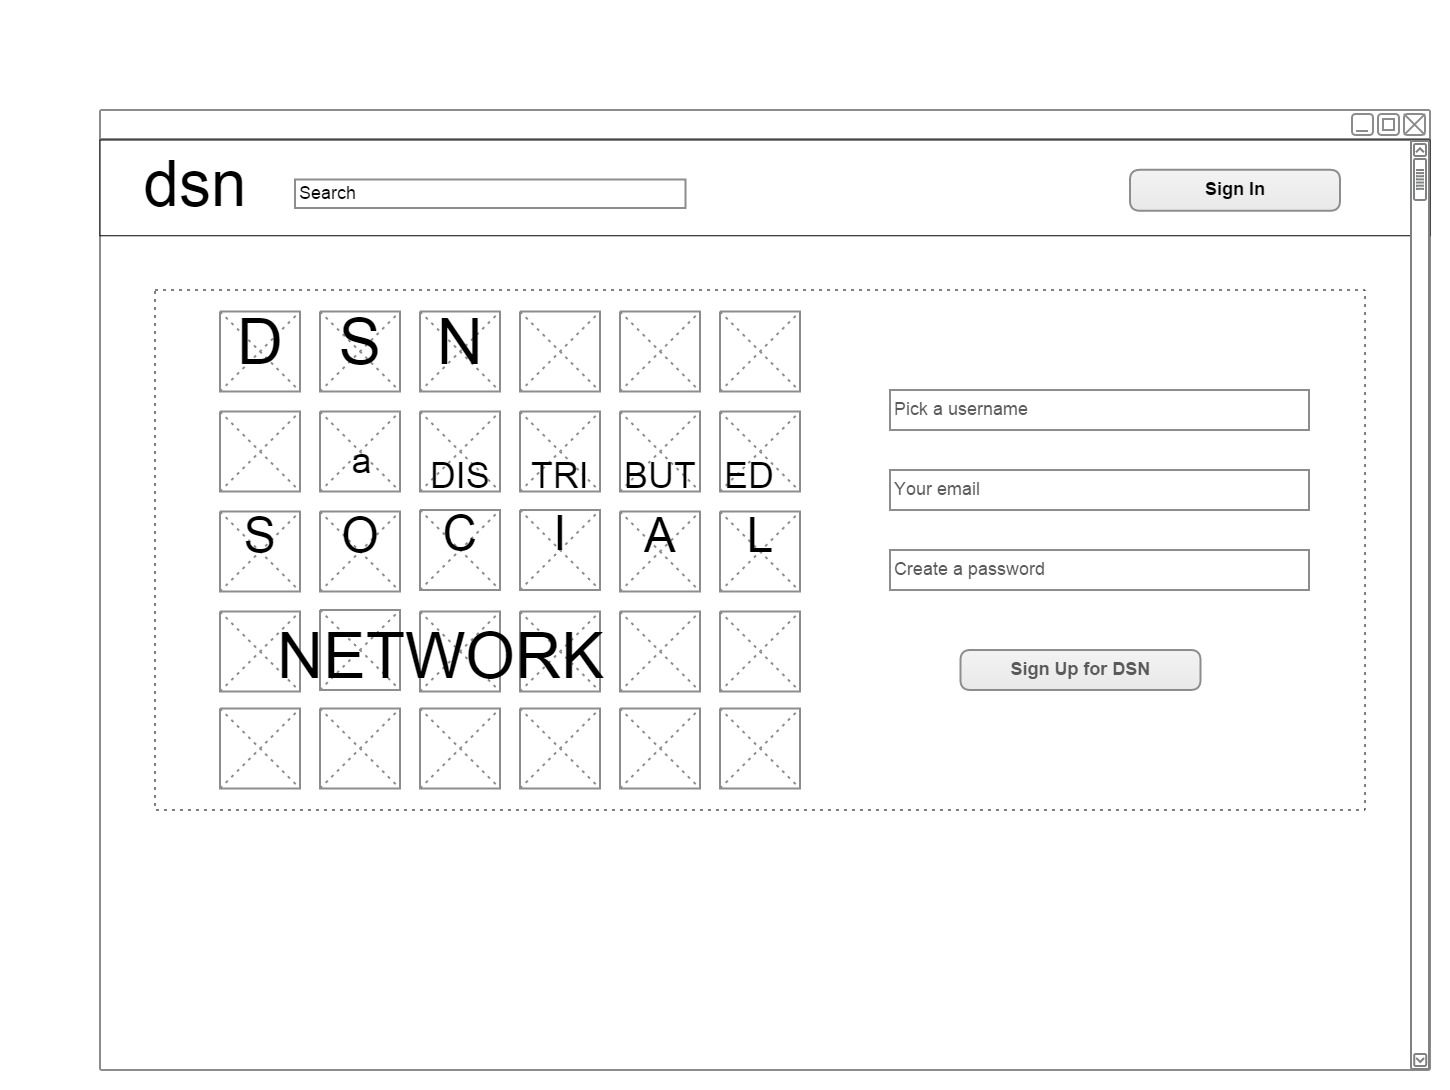 dsn
Search
Sign In
D S N
a DIS TRI BUT ED
S O C I A L
NETWORK
Pick a username
Your email
Create a password
Sign Up for DSN